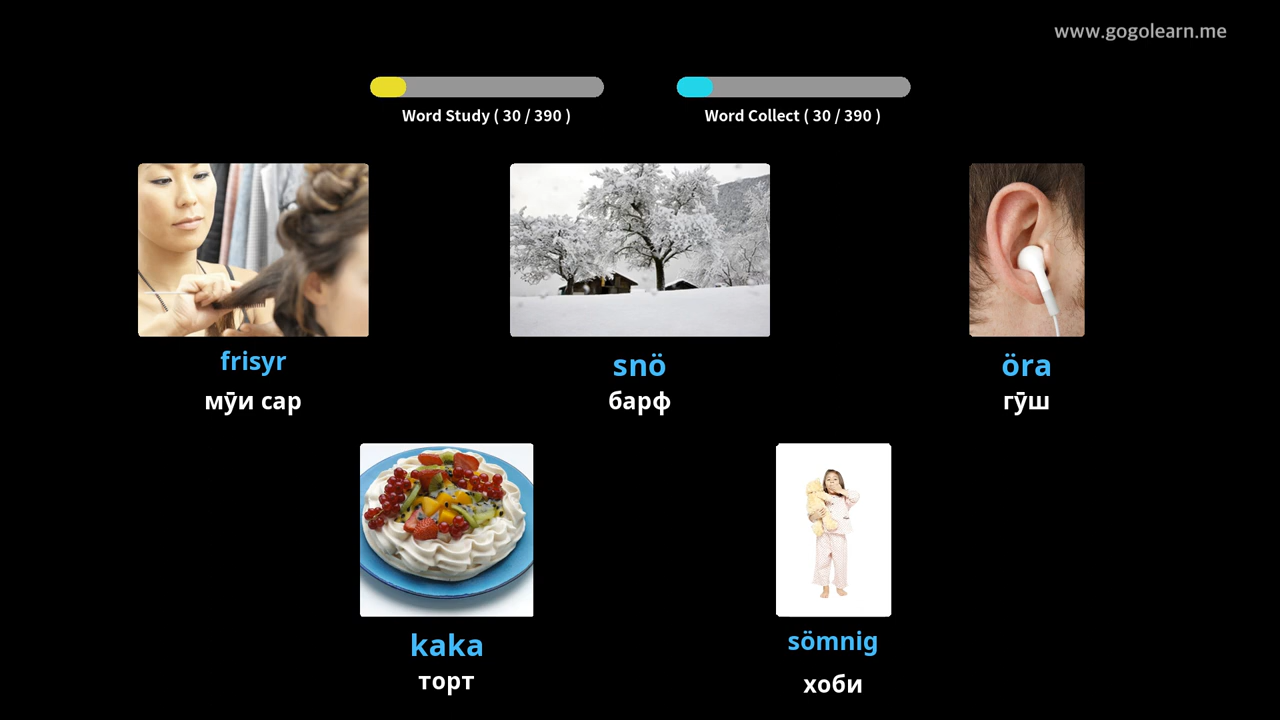 www.gogolearn.me
Word Study ( 30 / 390 )
Word Collect ( 30 / 390 )
frisyr
мӯи сар
snö
барф
öra
гӯш
kaka
торт
sömnig
хоби